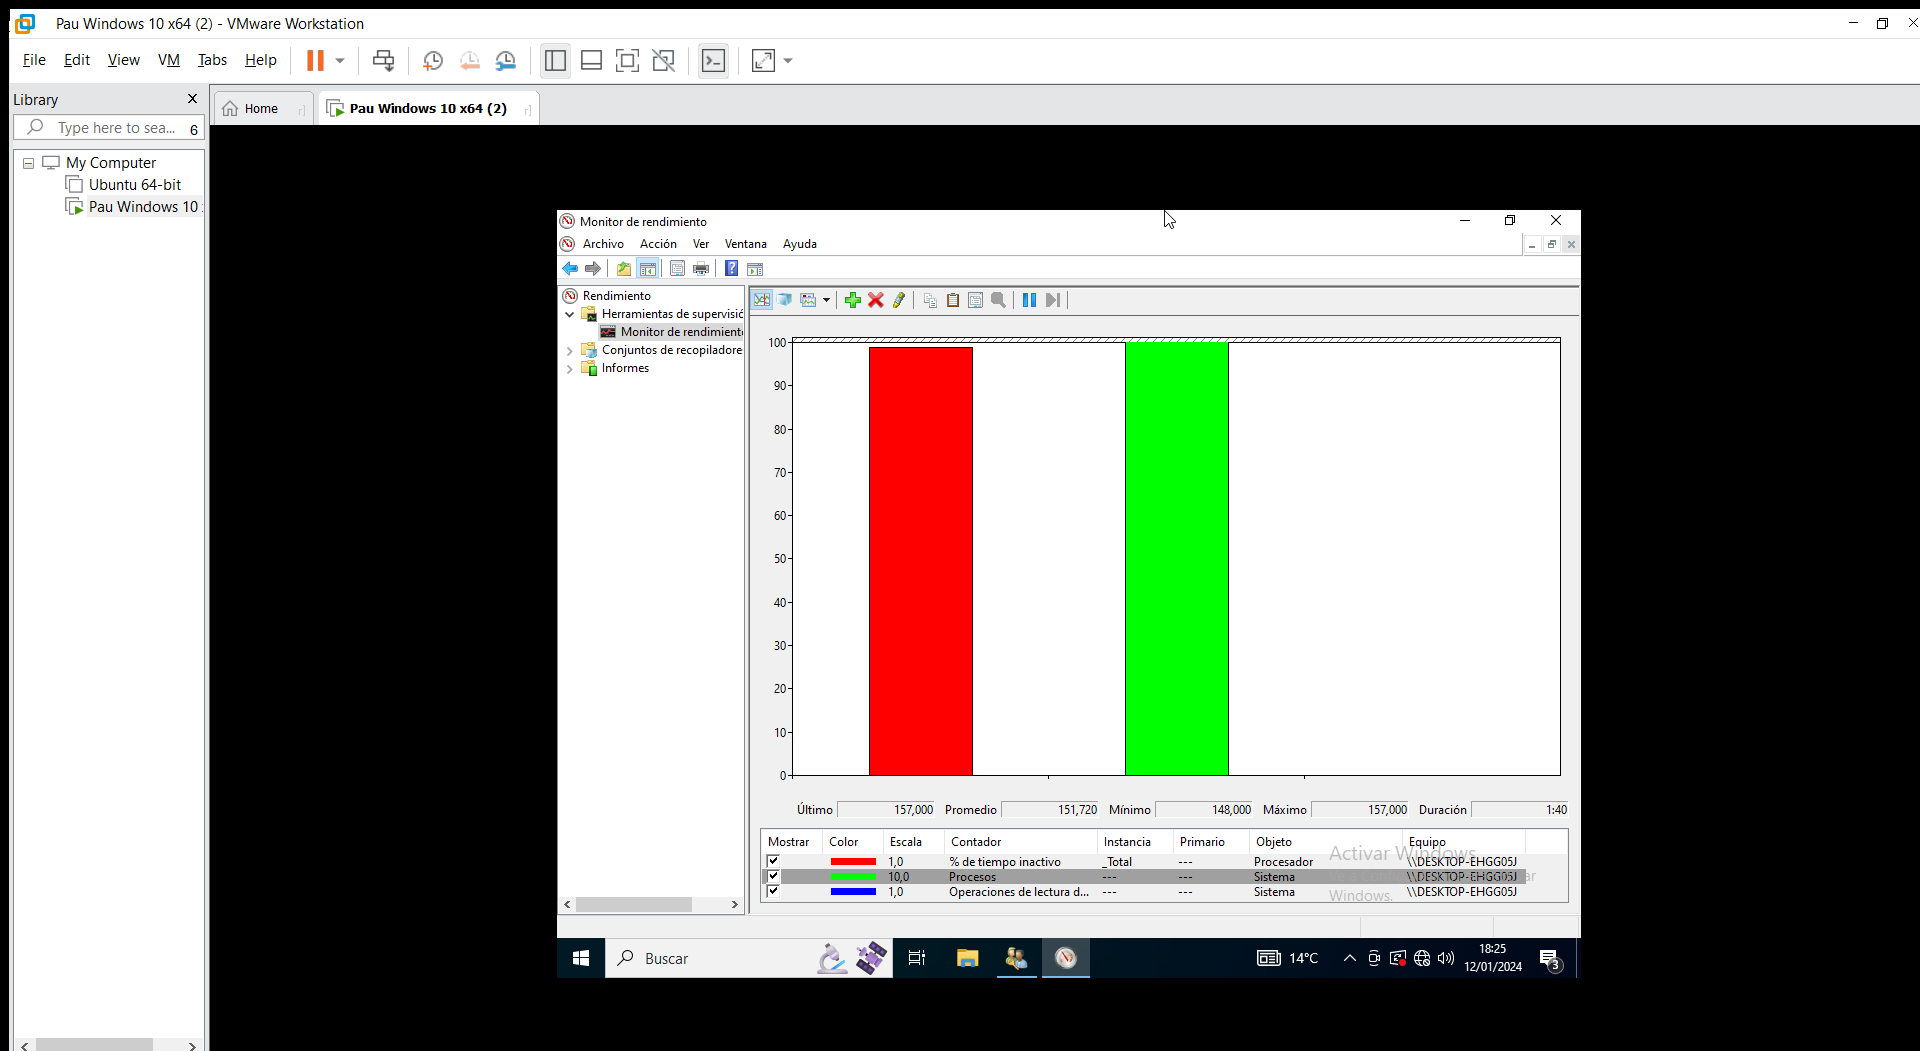 Pau Windows 10 x64 (2) - VMware Workstation
File Edit View VM Tabs Help
Library
Home
Pau Windows 10 x64 (2)
Type here to sea...
My Computer
Ubuntu 64-bit
Pau Windows 10
Monitor de rendimiento
Archivo Acción Ver Ventana Ayuda
Rendimiento
Herramientas de supervisió
Monitor de rendimient
Conjuntos de recopiladore
Informes
100
90
80
70
60
50
40
30
20
10
0
Último 157,000 Promedio 151,720 Mínimo 148,000 Máximo 157,000 Duración 1:40
Mostrar Color Escala Contador Instancia Primario Objeto Equipo
1,0 % de tiempo inactivo _Total --- Procesador \\DESKTOP-EHGG05J
10,0 Procesos --- --- Sistema \\DESKTOP-EHGG05J
1,0 Operaciones de lectura d... --- --- Sistema \\DESKTOP-EHGG05J
Activar Windows
Windows.
Buscar
14°C
18:25
12/01/2024
3